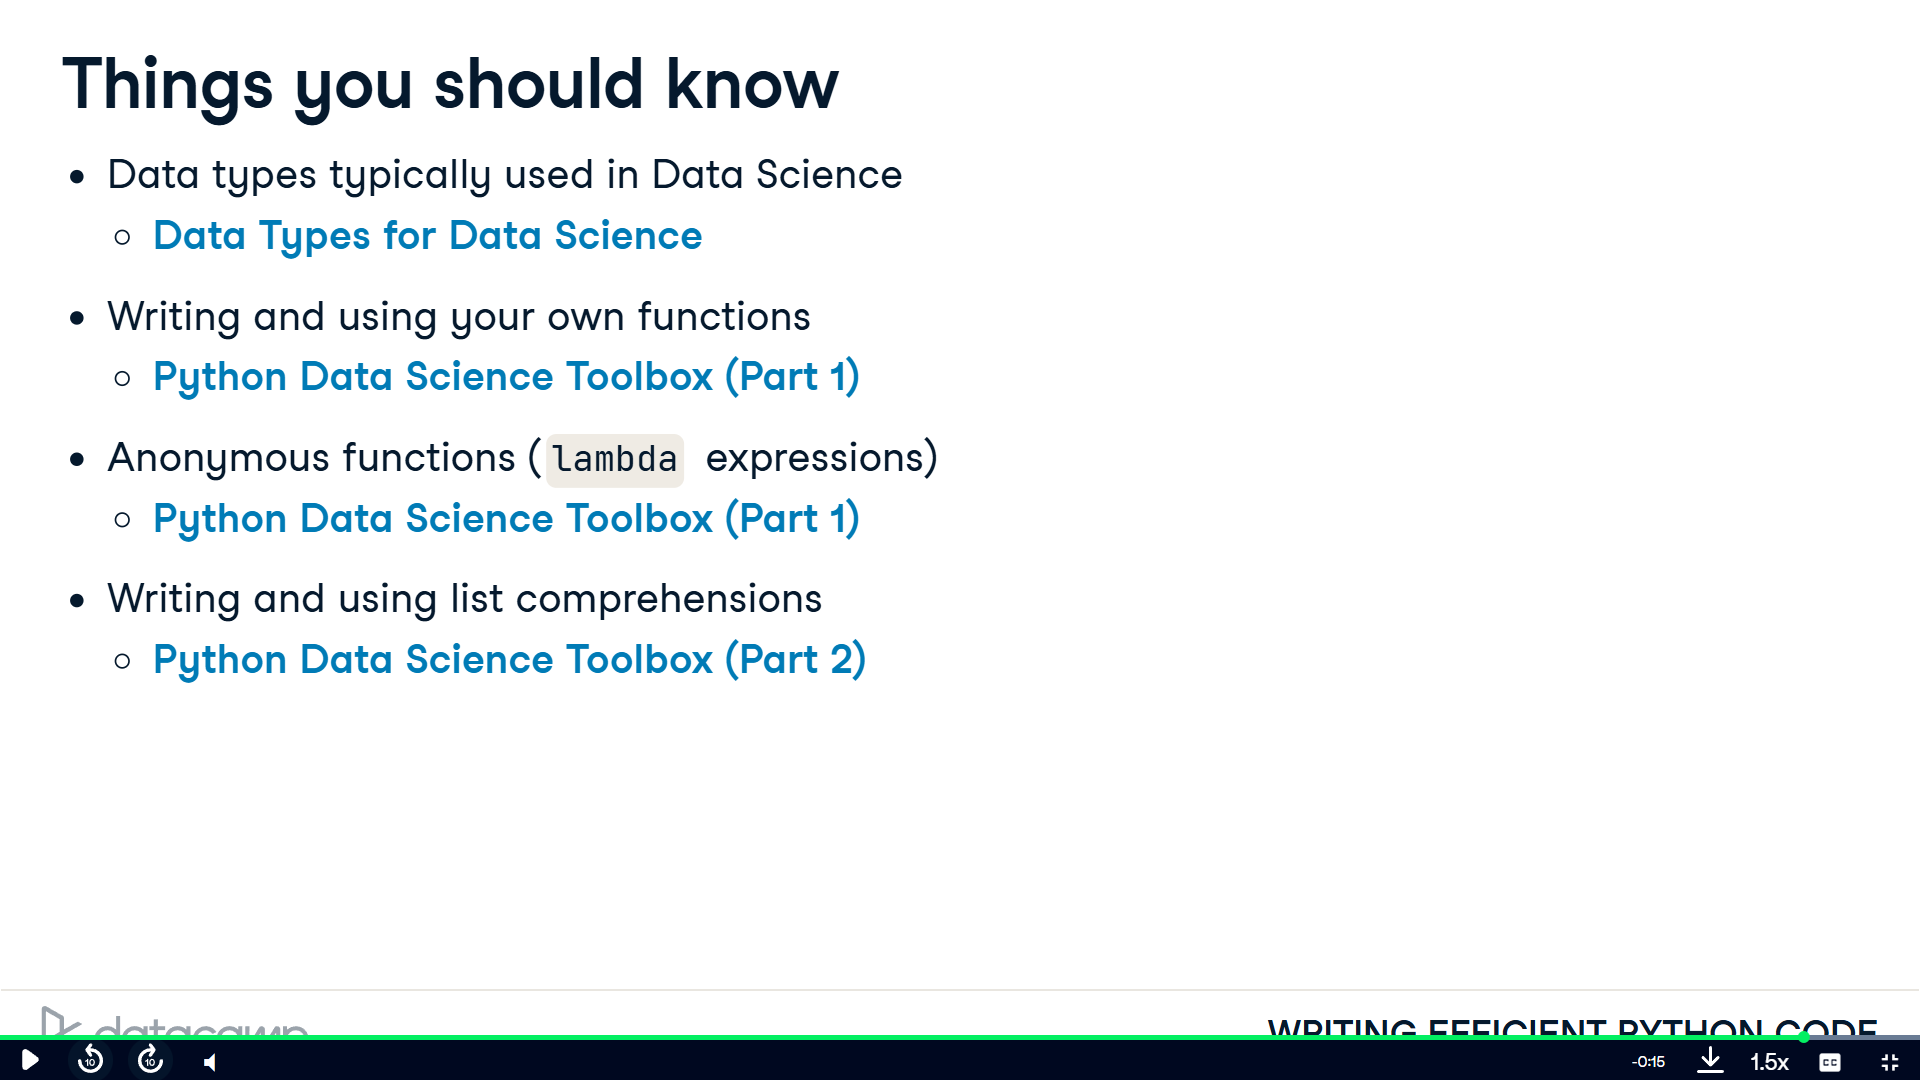 Things you should know
• Data types typically used in Data Science
○ Data Types for Data Science
• Writing and using your own functions
○ Python Data Science Toolbox (Part 1)
• Anonymous functions (lambda expressions)
○ Python Data Science Toolbox (Part 1)
• Writing and using list comprehensions
○ Python Data Science Toolbox (Part 2)
datacamp
WRITING EFFICIENT PYTHON CODE
10
10
-0:15
1.5x
CC